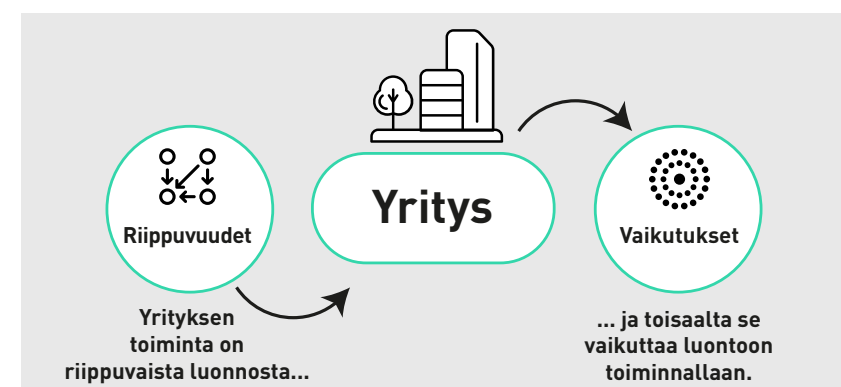 Yritys
Riippuvuudet
Vaikutukset
Yrityksen
toiminta on
riippuvaista luonnosta...
... ja toisaalta se
vaikuttaa luontoon
toiminnallaan.